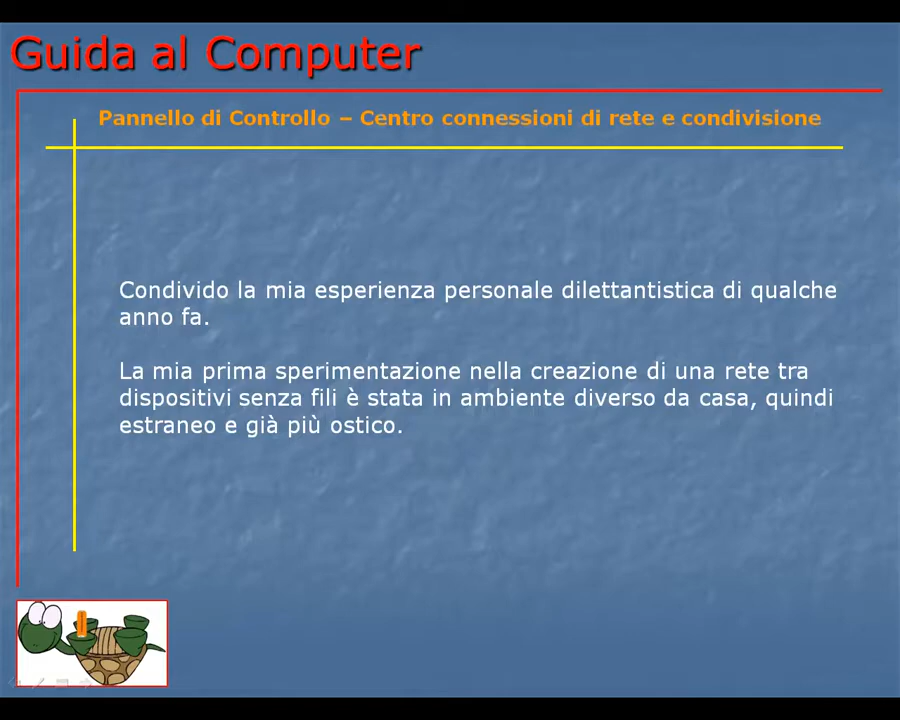 Guida al Computer
Pannello di Controllo – Centro connessioni di rete e condivisione
Condivido la mia esperienza personale dilettantistica di qualche
anno fa.
La mia prima sperimentazione nella creazione di una rete tra
dispositivi senza fili è stata in ambiente diverso da casa, quindi
estraneo e già più ostico.